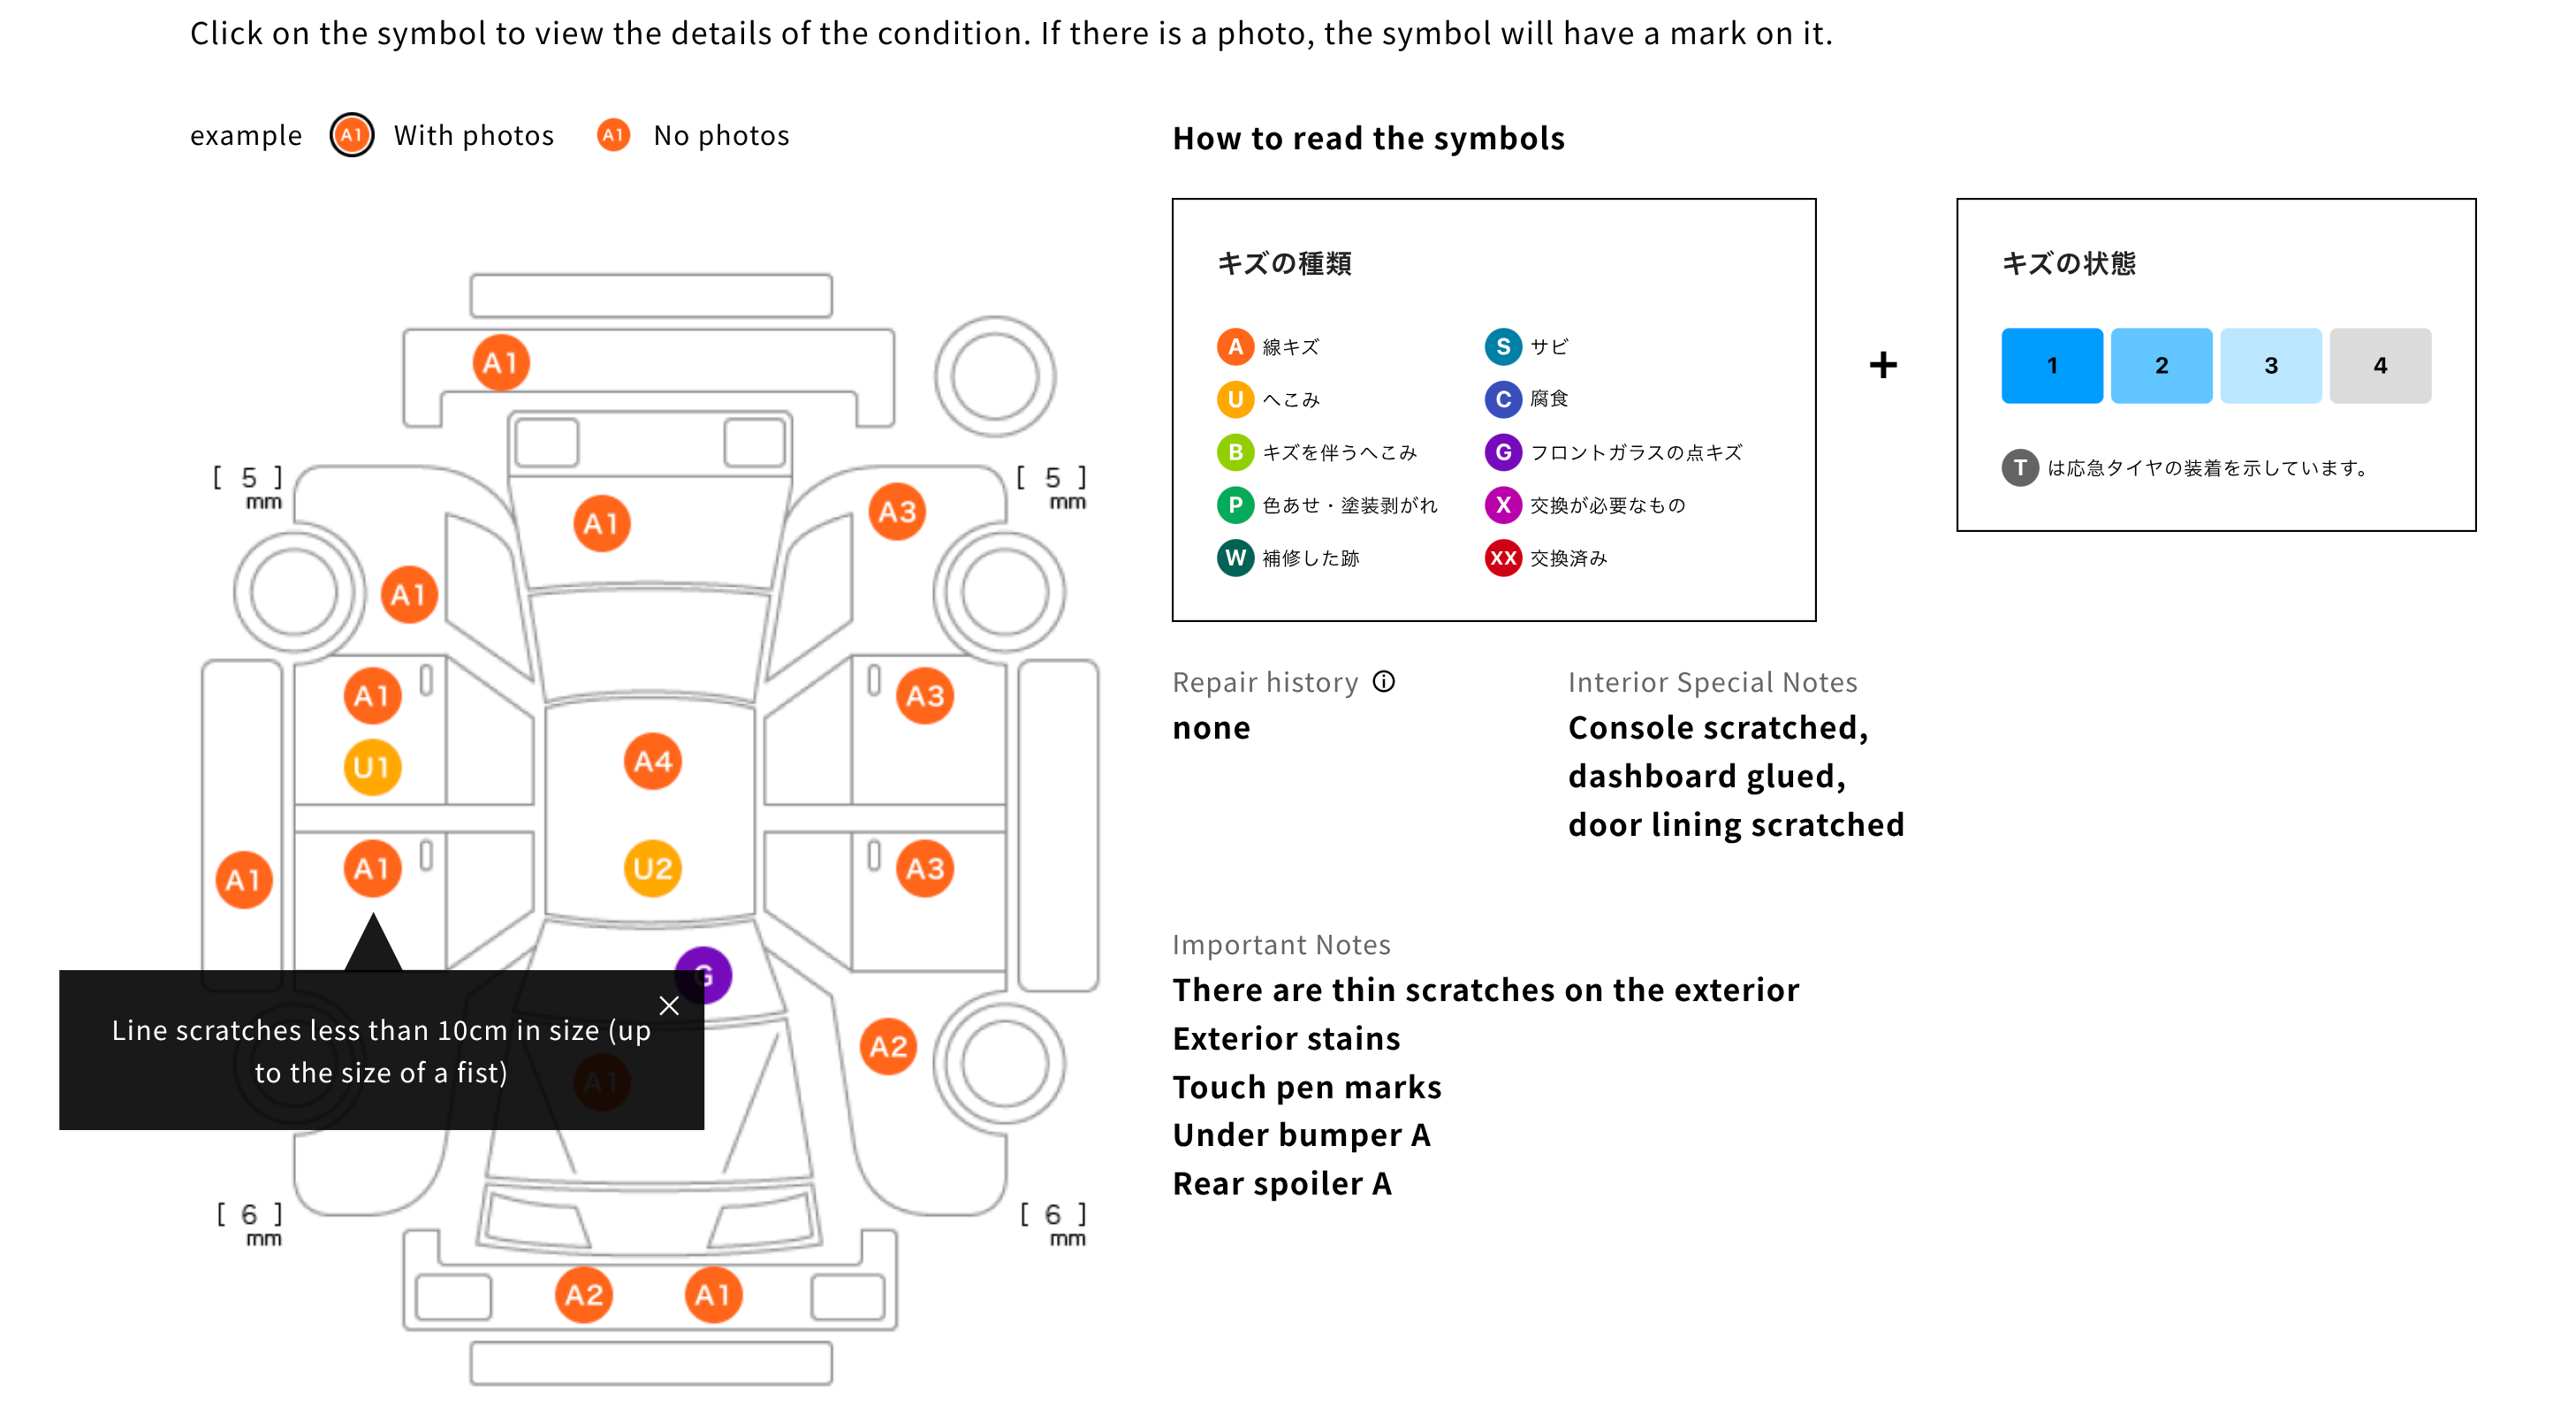 Click on the symbol to view the details of the condition. If there is a photo, the symbol will have a mark on it.
example A1 With photos A1 No photos
How to read the symbols
キズの種類
A 線キズ
U へこみ
B キズを伴うへこみ
P 色あせ・塗装剥がれ
W 補修した跡
S サビ
C 腐食
G フロントガラスの点キズ
X 交換が必要なもの
XX 交換済み
+
キズの状態
1 2 3 4
T は応急タイヤの装着を示しています。
A1
[ 5 ] mm
[ 5 ] mm
A1
A3
A1
A1
A3
U1
A4
A1
A1
U2
A3
G
Line scratches less than 10cm in size (up
to the size of a fist)
A2
A1
[ 6 ] mm
[ 6 ] mm
A2
A1
Repair history
none
Interior Special Notes
Console scratched,
dashboard glued,
door lining scratched
Important Notes
There are thin scratches on the exterior
Exterior stains
Touch pen marks
Under bumper A
Rear spoiler A